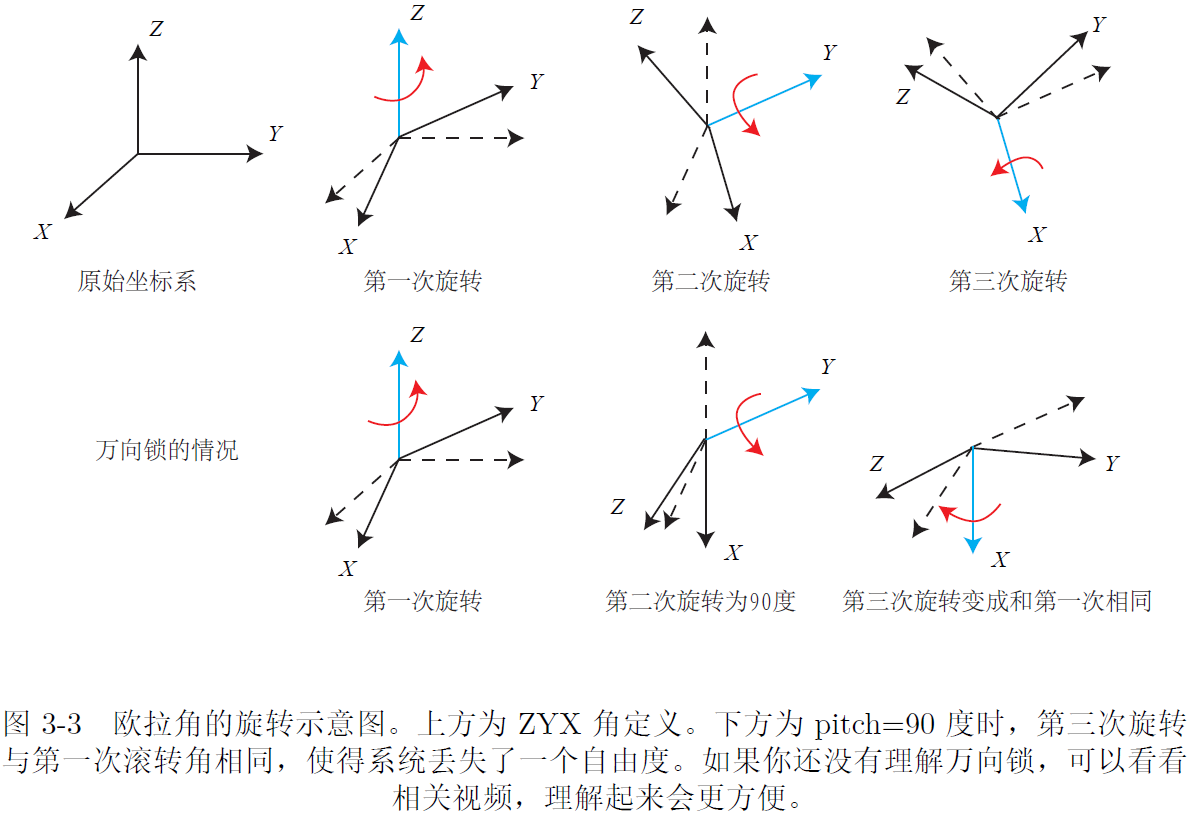 Z
Y
X
原始坐标系
Z
Y
X
第一次旋转
Z
Y
X
第二次旋转
Y
Z
X
第三次旋转
万向锁的情况
Z
Y
X
第一次旋转
Y
Z
X
第二次旋转为90度
Z
Y
X
第三次旋转变成和第一次相同
图 3-3 欧拉角的旋转示意图。上方为 ZYX 角定义。下方为 pitch=90 度时，第三次旋转
与第一次滚转角相同，使得系统丢失了一个自由度。如果你还没有理解万向锁，可以看看
相关视频，理解起来会更方便。